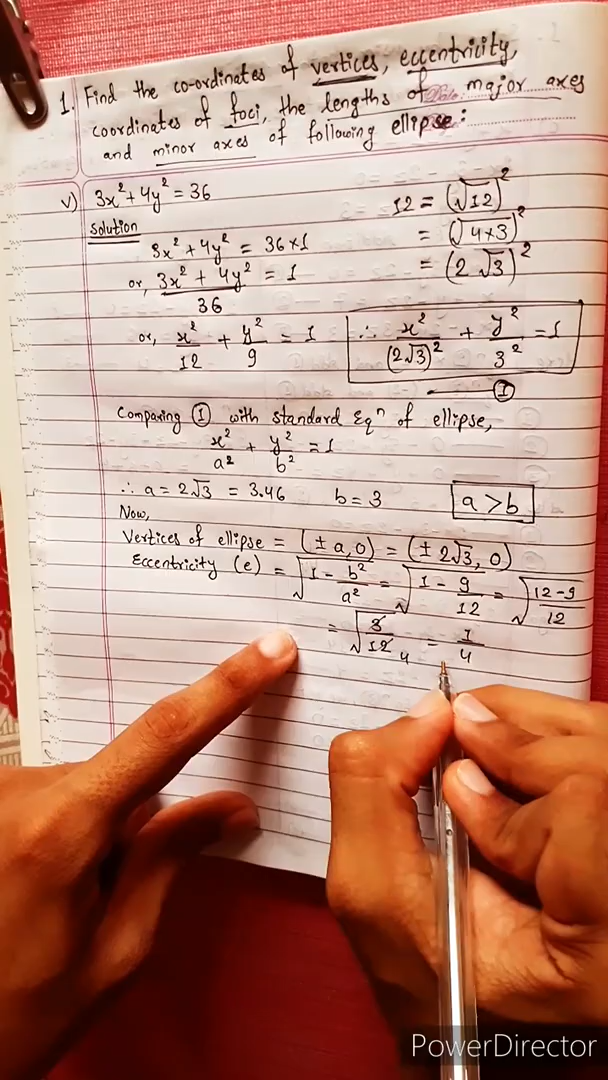 1. Find the co-ordinates of vertices, eccentricity,
coordinates of foci, the lengths of major axes
and minor axes of following ellipse:
v) 3x² + 4y² = 36
Solution
3x² + 4y² = 36×1
or, 3x² + 4y² / 36 = 1
or, x²/12 + y²/9 = 1
12 = (√12)²
= (√4×3)²
= (2√3)²
∴ x²/(2√3)² + y²/3² = 1
I
Comparing I with standard Eqⁿ of ellipse,
x²/a² + y²/b² = 1
∴ a = 2√3 = 3.46 b = 3 a > b
Now,
Vertices of ellipse = (± a, 0) = (± 2√3, 0)
Eccentricity (e) = √1 - b²/a² = √1 - 9/12 = √12-9/12
= √3/12 4 = 1/4
PowerDirector